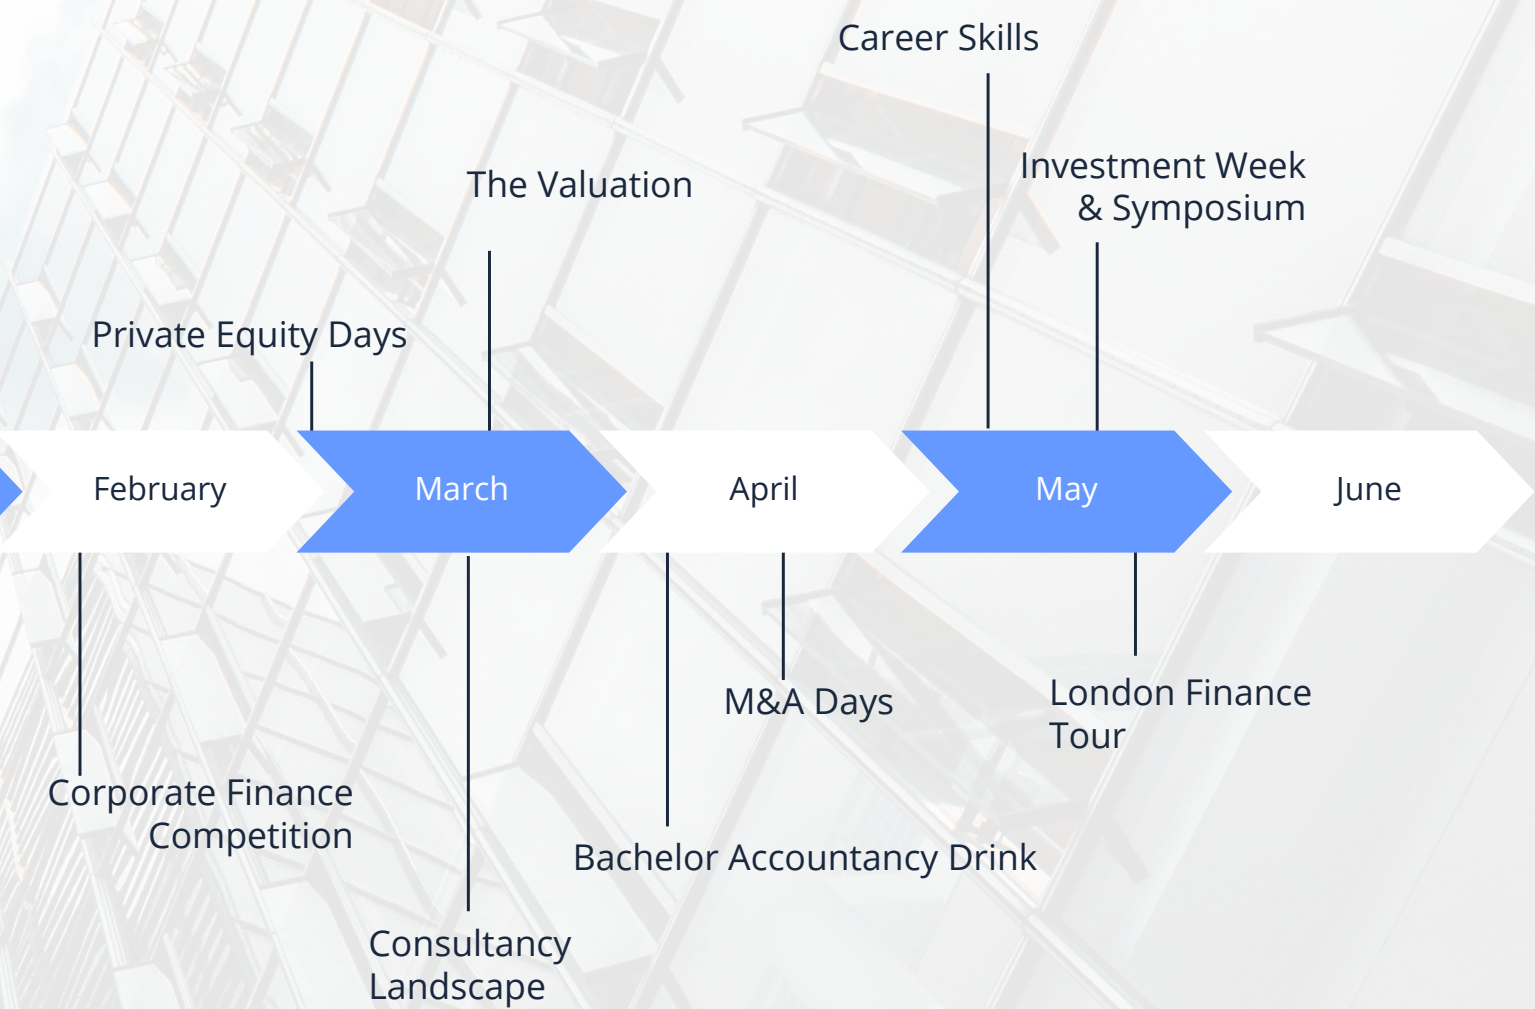 Career Skills
Investment Week
& Symposium
The Valuation
Private Equity Days
February
March
April
May
June
M&A Days
London Finance
Tour
Corporate Finance
Competition
Bachelor Accountancy Drink
Consultancy
Landscape